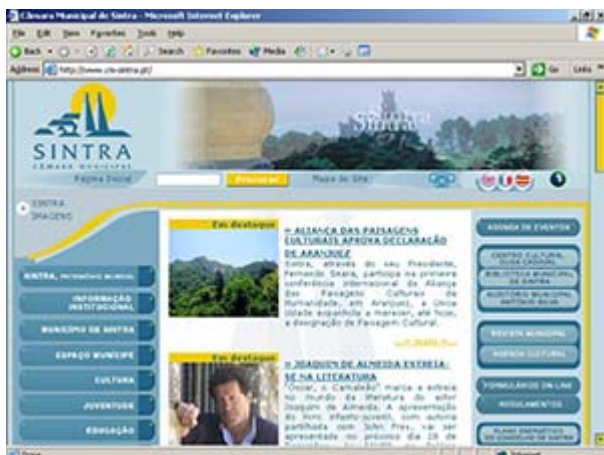 Câmara Municipal de Sintra - Microsoft Internet Explorer
File Edit View Favorites Tools Help
Back Search Favorites Media
Address http://www.cm-sintra.pt/ Go Links
SINTRA
CÂMARA MUNICIPAL
Sintra
Página Inicial Procurar Mapa do Site
SINTRA
IMAGENS
SINTRA, PATRIMÓNIO MUNDIAL
INFORMAÇÃO
INSTITUCIONAL
MUNICÍPIO DE SINTRA
ESPAÇO MUNÍCIPE
CULTURA
JUVENTUDE
EDUCAÇÃO
Em destaque
» ALIANÇA DAS PAISAGENS
CULTURAIS APROVA DECLARAÇÃO
DE ARANJUEZ
Sintra, através do seu Presidente,
Fernando Seara, participa na primeira
conferência internacional da Aliança
das Paisagens Culturais da
Humanidade, em Aranjuez, a única
cidade espanhola a merecer, até hoje,
a designação de Paisagem Cultural.
Em destaque
» JOAQUIM DE ALMEIDA ESTREIA-
SE NA LITERATURA
"Óscar, o Camaleão" marca a estreia
no mundo da literatura do actor
Joaquim de Almeida. A apresentação
do livro infanto-juvenil, com autoria
partilhada com John Frey, vai ser
apresentada no próximo dia 19 de
AGENDA DE EVENTOS
CENTRO CULTURAL
OLGA CADAVAL
BIBLIOTECA MUNICIPAL
DE SINTRA
AUDITÓRIO MUNICIPAL
ANTÓNIO SILVA
REVISTA MUNICIPAL
AGENDA CULTURAL
FORMULÁRIOS ON-LINE
REGULAMENTOS
PLANO ENERGÉTICO
DO CONCELHO DE SINTRA
Internet